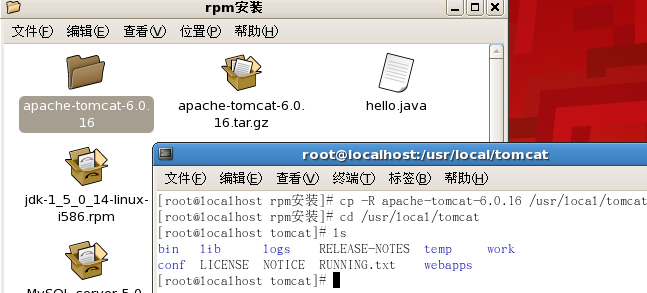 rpm安装
文件(F) 编辑(E) 查看(V) 位置(P) 帮助(H)
apache-tomcat-6.0.
16
apache-tomcat-6.0.
16.tar.gz
hello.java
jdk-1_5_0_14-linux-
i586.rpm
MySQL-server-5.0
root@localhost:/usr/local/tomcat
文件(F) 编辑(E) 查看(V) 终端(T) 标签(B) 帮助(H)
[root@localhost rpm安装]# cp -R apache-tomcat-6.0.16 /usr/local/tomcat
[root@localhost rpm安装]# cd /usr/local/tomcat
[root@localhost tomcat]# ls
bin lib logs RELEASE-NOTES temp work
conf LICENSE NOTICE RUNNING.txt webapps
[root@localhost tomcat]#